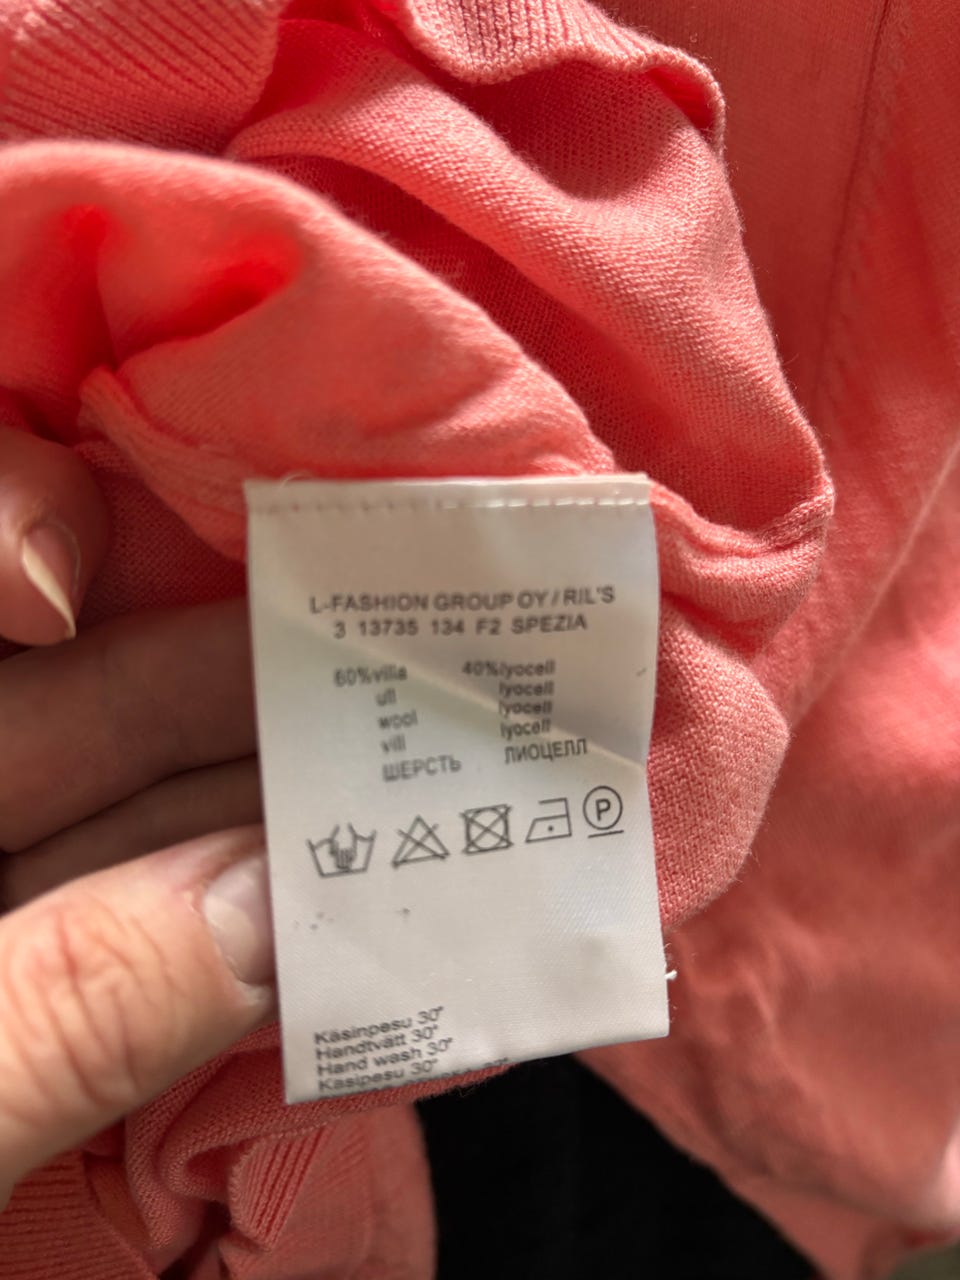 L-FASHION GROUP OY / RIL'S
3 13735 134 F2 SPEZIA
60%villa 40%lyocell
ull lyocell
wool lyocell
vill lyocell
ШЕРСТЬ ЛИОЦЕЛЛ
P
Käsinpesu 30°
Handtvätt 30°
Hand wash 30°
Käsipesu 30°